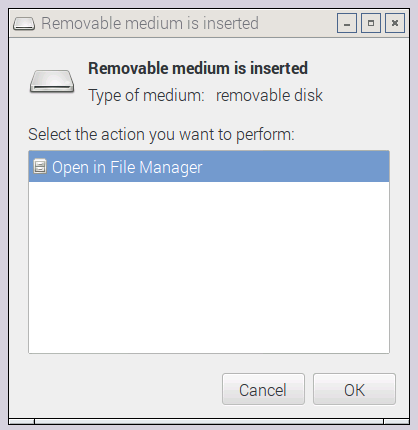 Removable medium is inserted
Removable medium is inserted
Type of medium: removable disk
Select the action you want to perform:
Open in File Manager
Cancel OK